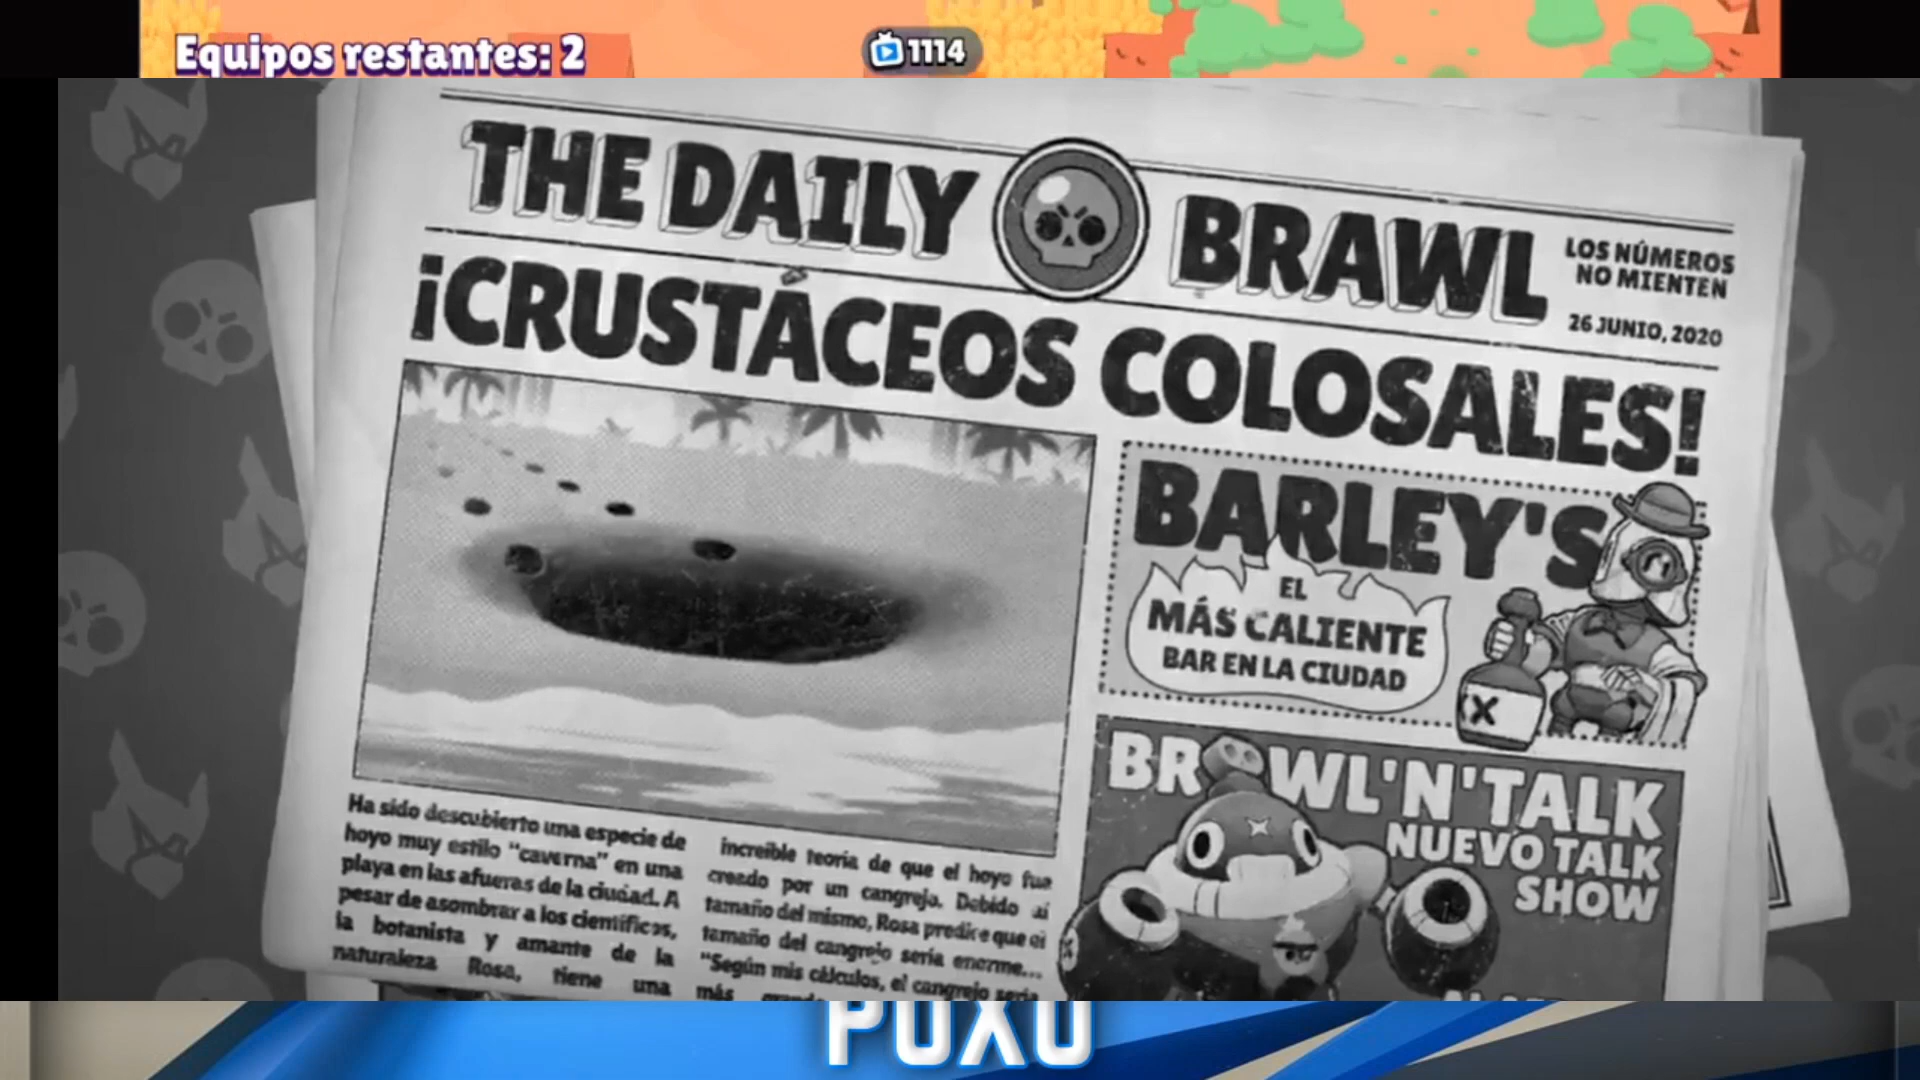 Equipos restantes: 2
1114
THE DAILY BRAWL
LOS NÚMEROS
NO MIENTEN
26 JUNIO, 2020
¡CRUSTÁCEOS COLOSALES!
BARLEY'S
EL
MÁS CALIENTE
BAR EN LA CIUDAD
X
BRAWL'N'TALK
NUEVO TALK
SHOW
Ha sido descubierto una especie de
hoyo muy estilo "caverna" en una
playa en las afueras de la ciudad. A
pesar de asombrar a los científicos,
la botanista y amante de la
naturaleza Rosa, tiene una
increíble teoría de que el hoyo fue
creado por un cangrejo. Debido al
tamaño del mismo, Rosa predice que el
tamaño del cangrejo sería enorme...
"Según mis cálculos, el cangrejo sería
más
POXO